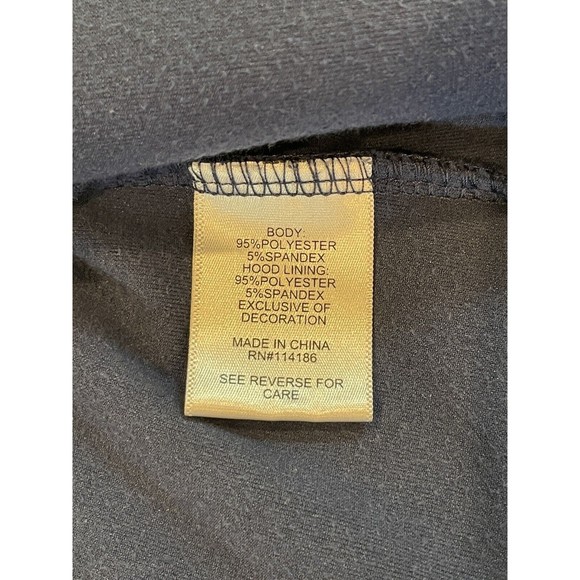 BODY:
95%POLYESTER
5%SPANDEX
HOOD LINING:
95%POLYESTER
5%SPANDEX
EXCLUSIVE OF
DECORATION
MADE IN CHINA
RN#114186
SEE REVERSE FOR
CARE